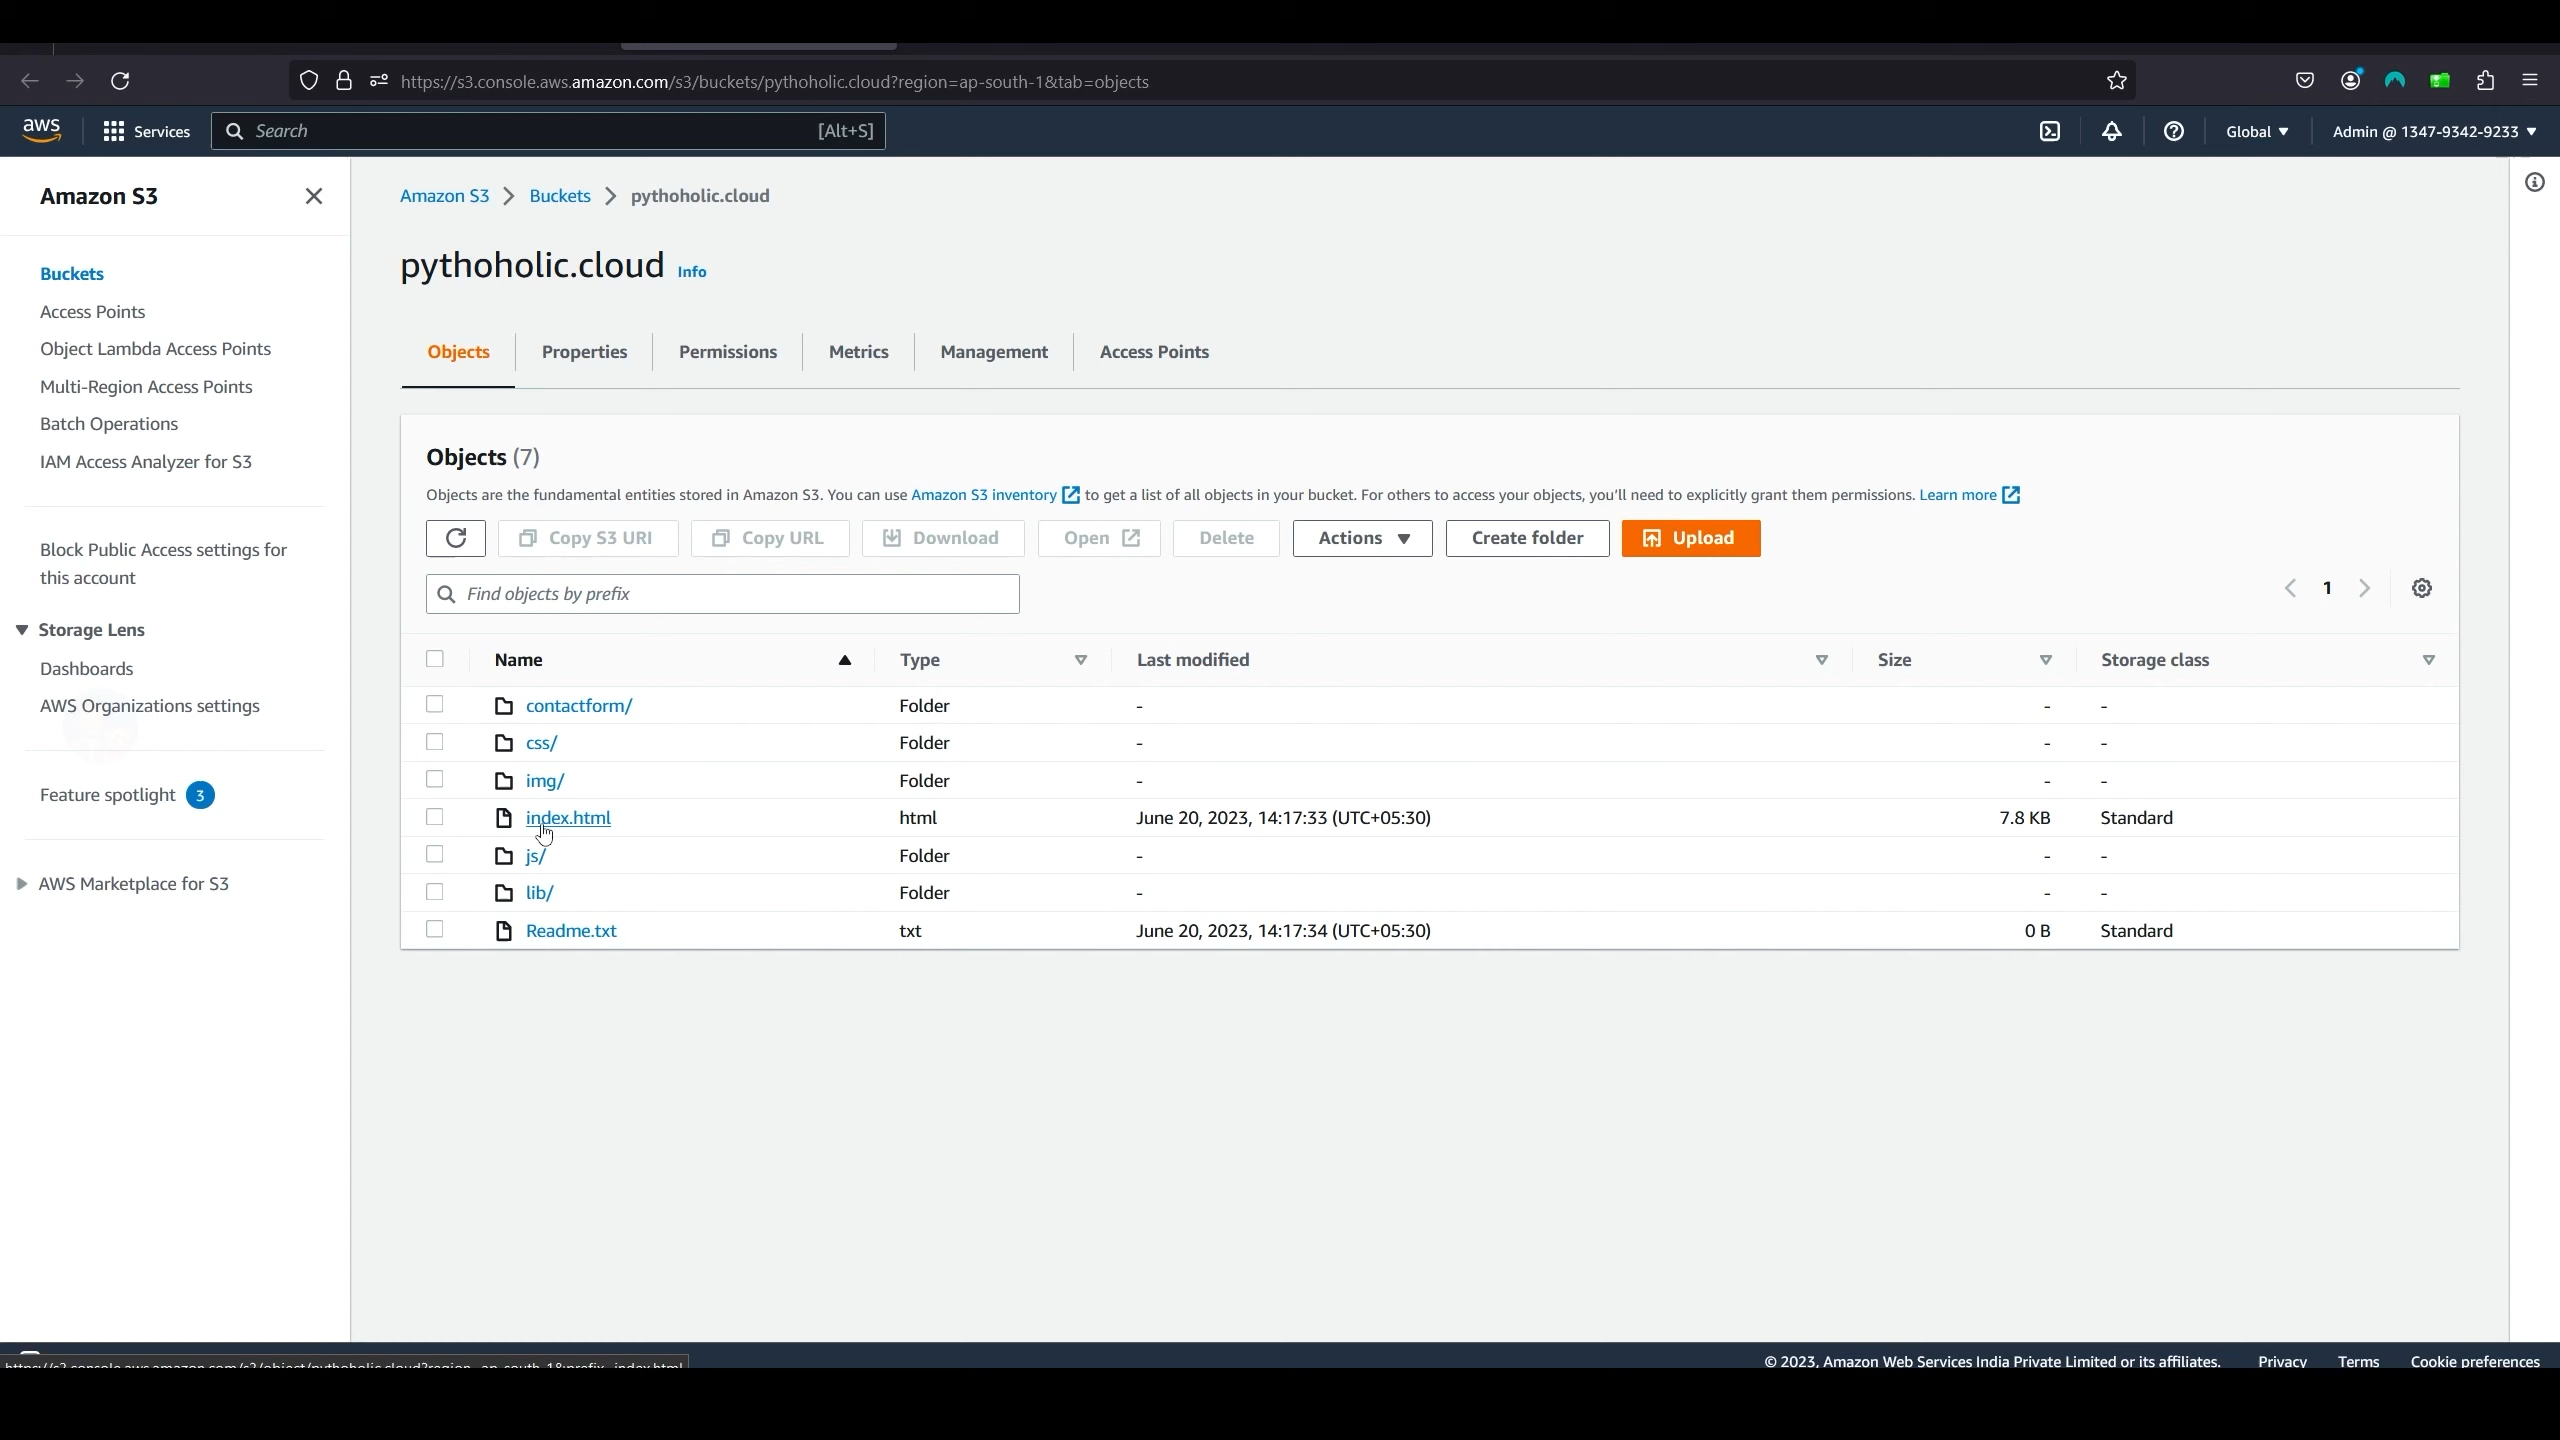 https://s3.console.aws.amazon.com/s3/buckets/pythoholic.cloud?region=ap-south-1&tab=objects
aws Services Search [Alt+S] Global Admin @ 1347-9342-9233
Amazon S3
Buckets
Access Points
Object Lambda Access Points
Multi-Region Access Points
Batch Operations
IAM Access Analyzer for S3
Block Public Access settings for
this account
Storage Lens
Dashboards
AWS Organizations settings
Feature spotlight 3
AWS Marketplace for S3
Amazon S3 Buckets pythoholic.cloud
pythoholic.cloud Info
Objects Properties Permissions Metrics Management Access Points
Objects (7)
Objects are the fundamental entities stored in Amazon S3. You can use Amazon S3 inventory to get a list of all objects in your bucket. For others to access your objects, you'll need to explicitly grant them permissions. Learn more
Copy S3 URI Copy URL Download Open Delete Actions Create folder Upload
Find objects by prefix 1
Name Type Last modified Size Storage class
contactform/ Folder - - -
css/ Folder - - -
img/ Folder - - -
index.html html June 20, 2023, 14:17:33 (UTC+05:30) 7.8 KB Standard
js/ Folder - - -
lib/ Folder - - -
Readme.txt txt June 20, 2023, 14:17:34 (UTC+05:30) 0 B Standard
© 2023, Amazon Web Services India Private Limited or its affiliates. Privacy Terms Cookie preferences